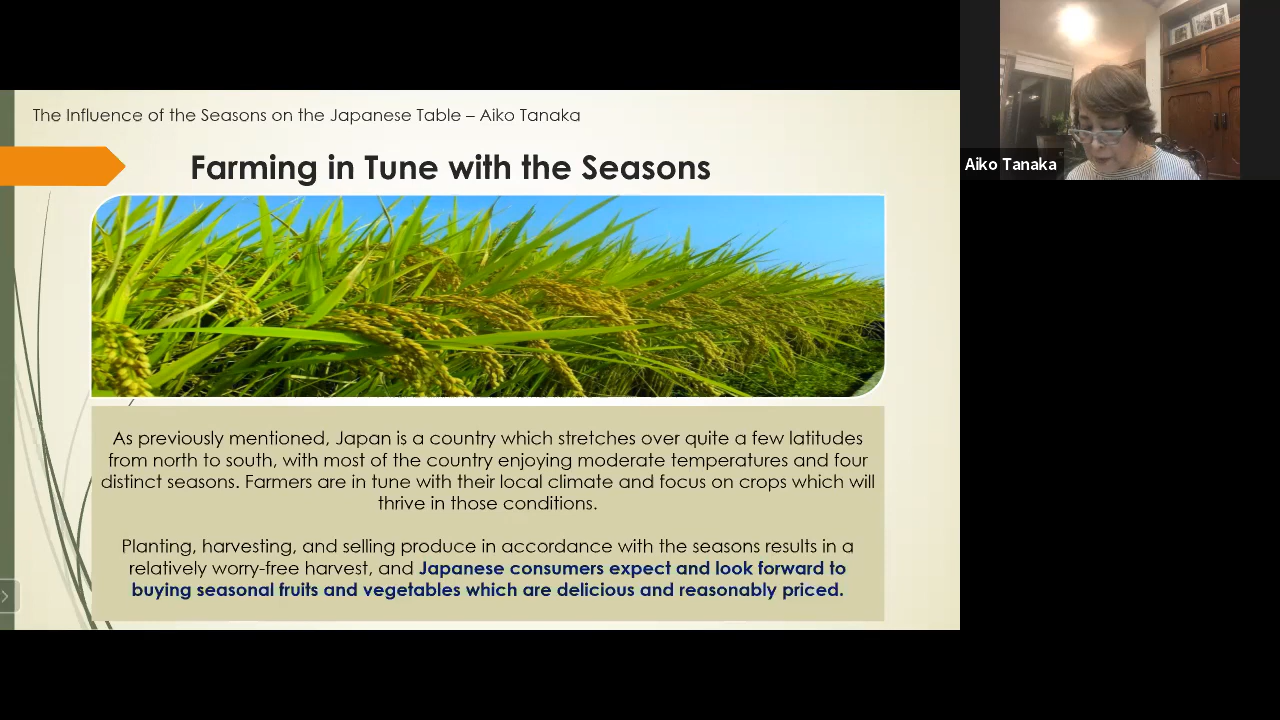 The Influence of the Seasons on the Japanese Table – Aiko Tanaka
Farming in Tune with the Seasons
As previously mentioned, Japan is a country which stretches over quite a few latitudes
from north to south, with most of the country enjoying moderate temperatures and four
distinct seasons. Farmers are in tune with their local climate and focus on crops which will
thrive in those conditions.
Planting, harvesting, and selling produce in accordance with the seasons results in a
relatively worry-free harvest, and Japanese consumers expect and look forward to
buying seasonal fruits and vegetables which are delicious and reasonably priced.
Aiko Tanaka